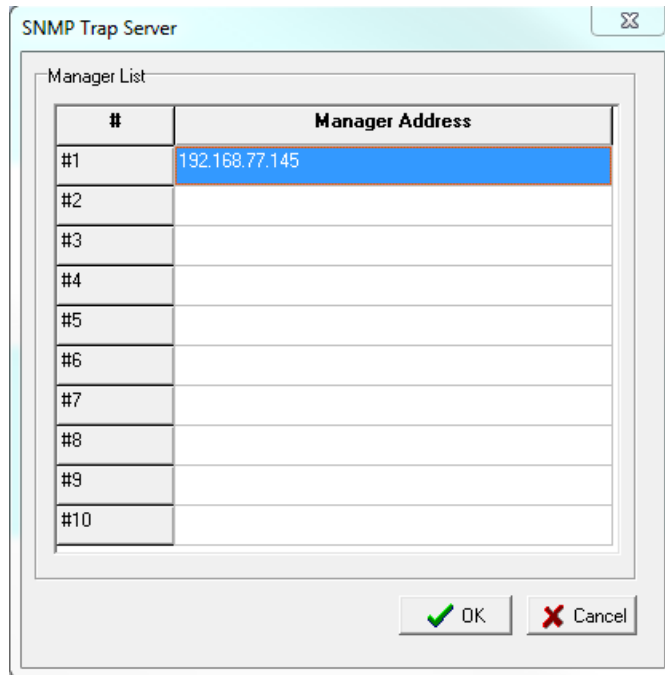 SNMP Trap Server
Manager List
# Manager Address
#1 192.168.77.145
#2
#3
#4
#5
#6
#7
#8
#9
#10
OK Cancel